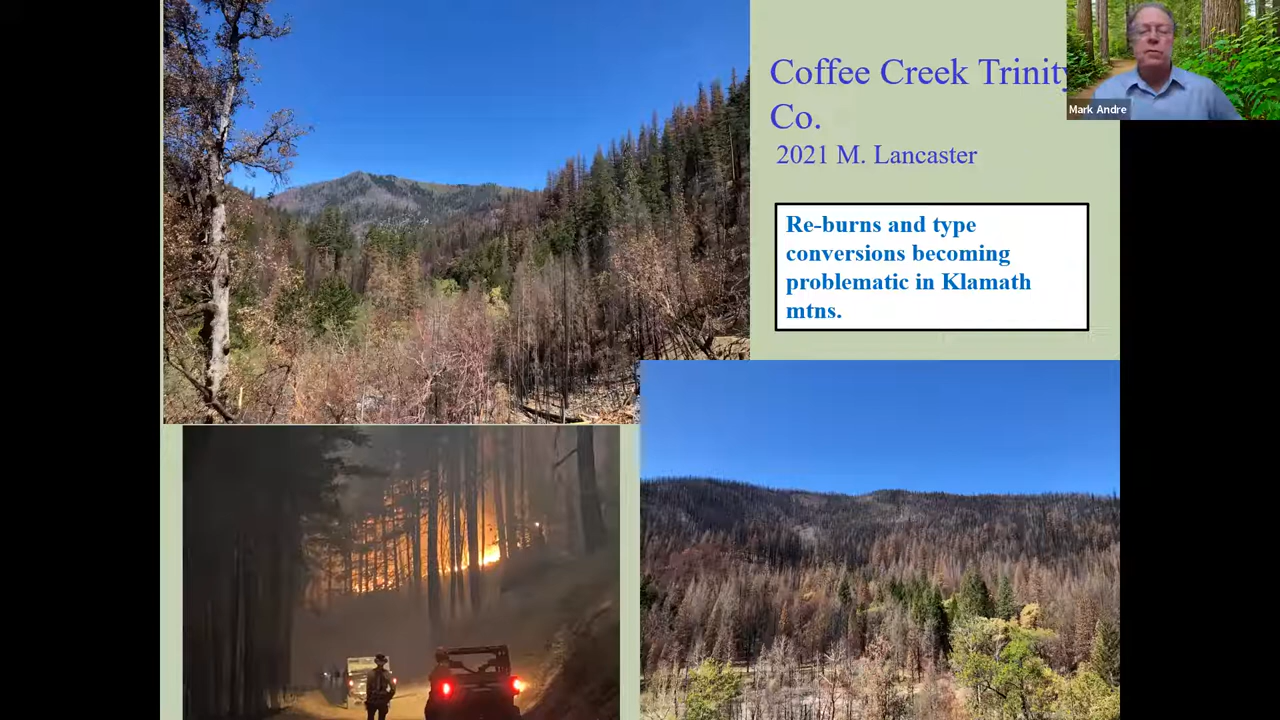 Coffee Creek Trinity
Co.
2021 M. Lancaster
Mark Andre
Re-burns and type
conversions becoming
problematic in Klamath
mtns.